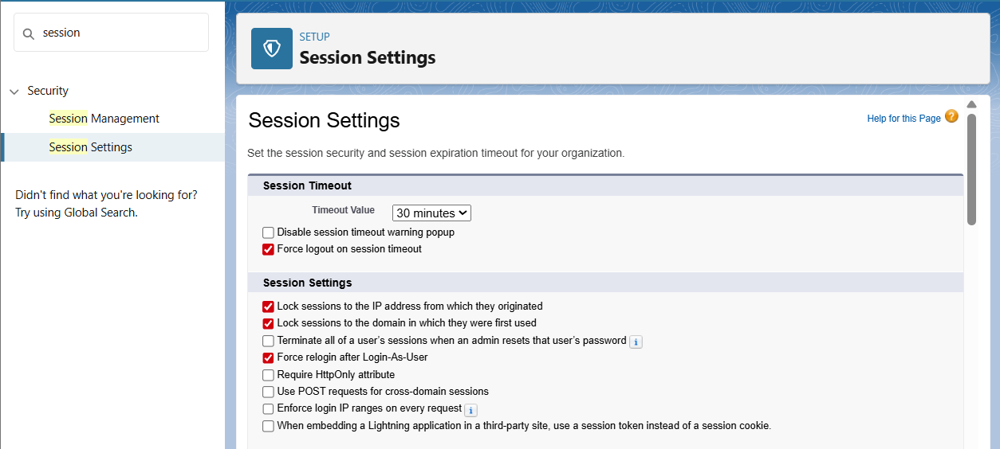 session
Security
Session Management
Session Settings
Didn't find what you're looking for?
Try using Global Search.
SETUP
Session Settings
Session Settings
Help for this Page ?
Set the session security and session expiration timeout for your organization.
Session Timeout
Timeout Value 30 minutes
Disable session timeout warning popup
Force logout on session timeout
Session Settings
Lock sessions to the IP address from which they originated
Lock sessions to the domain in which they were first used
Terminate all of a user’s sessions when an admin resets that user’s password i
Force relogin after Login-As-User
Require HttpOnly attribute
Use POST requests for cross-domain sessions
Enforce login IP ranges on every request i
When embedding a Lightning application in a third-party site, use a session token instead of a session cookie.